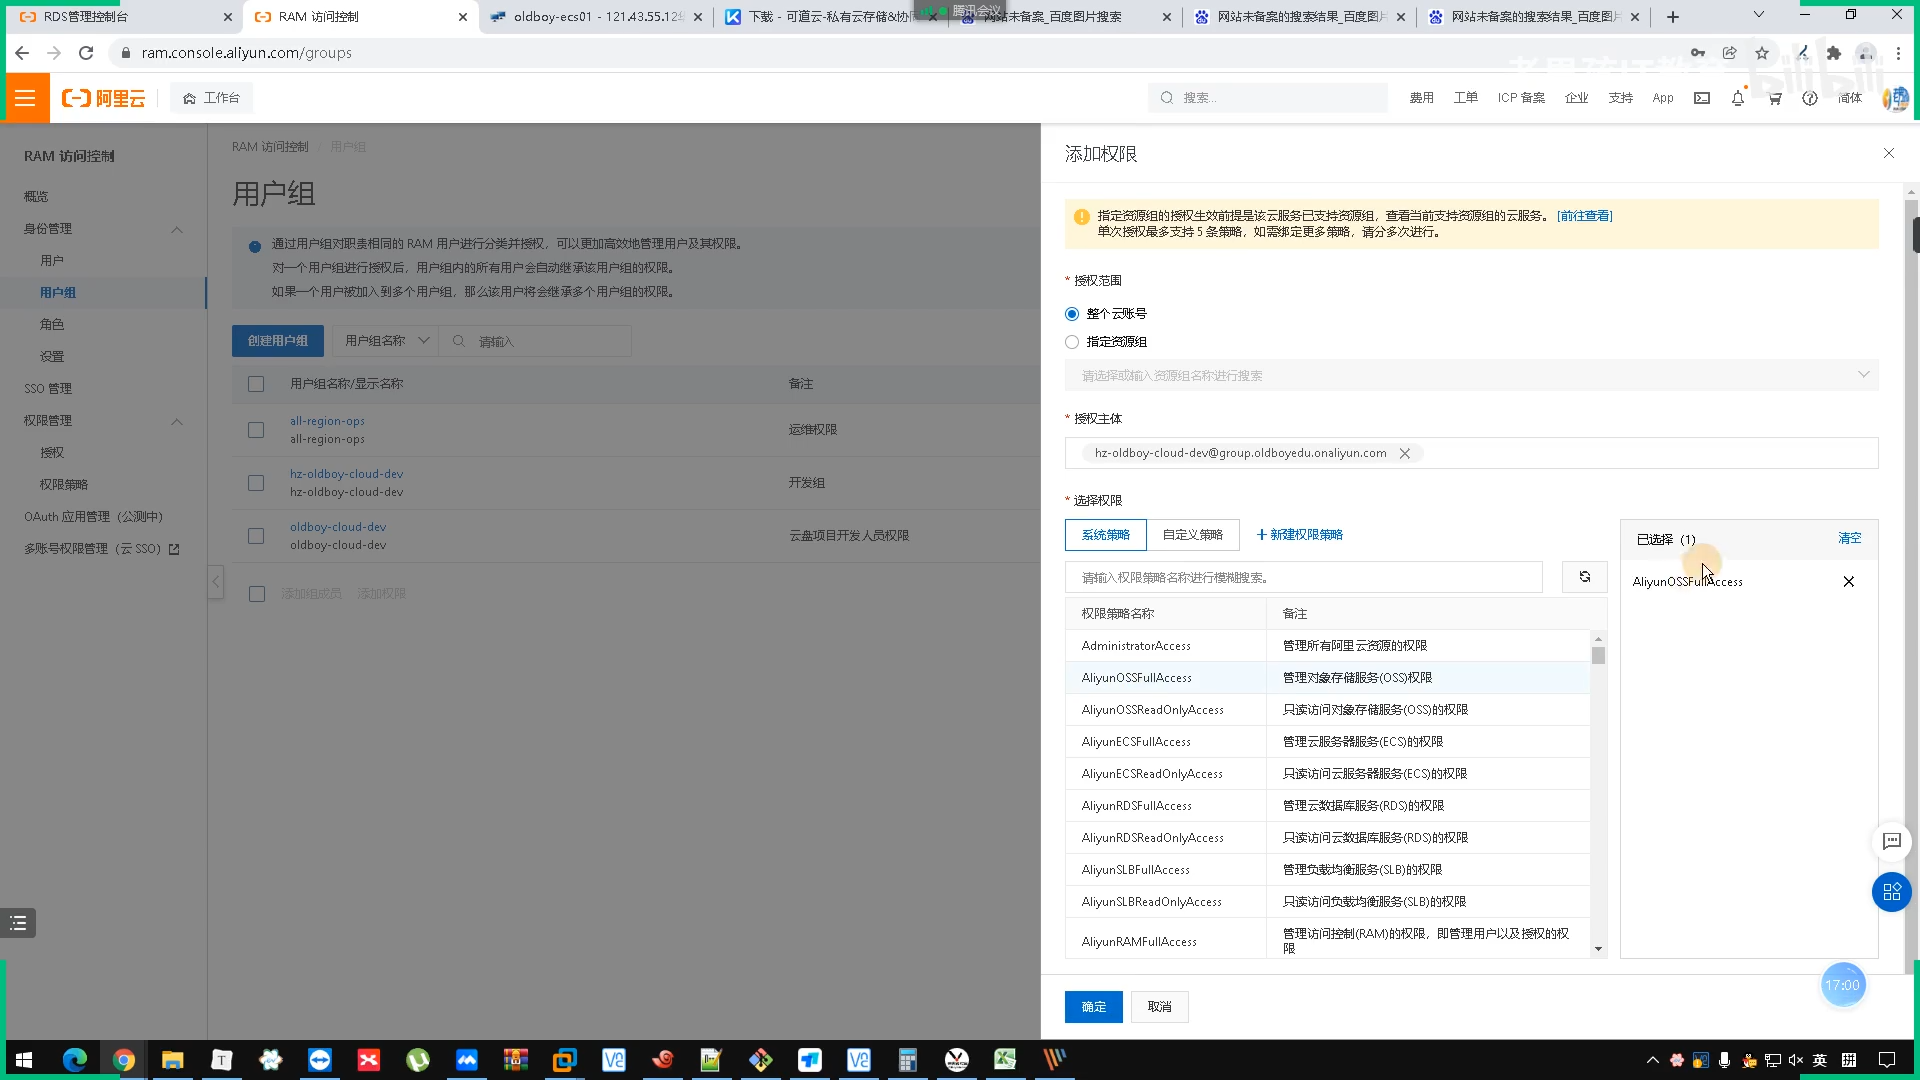 RDS管理控制台
RAM 访问控制
oldboy-ecs01 - 121.43.55.12
下载 - 可道云-私有云存储&协
腾讯会议
网站未备案_百度图片搜索
网站未备案的搜索结果_百度图片
网站未备案的搜索结果_百度图片
ram.console.aliyun.com/groups
阿里云
工作台
搜索...
费用
工单
ICP 备案
企业
支持
App
简体
bilibili
RAM 访问控制
概览
身份管理
用户
用户组
角色
设置
SSO 管理
权限管理
授权
权限策略
OAuth 应用管理（公测中）
多账号权限管理（云 SSO）
RAM 访问控制 / 用户组
用户组
通过用户组对职责相同的 RAM 用户进行分类并授权，可以更加高效地管理用户及其权限。
对一个用户组进行授权后，用户组内的所有用户会自动继承该用户组的权限。
如果一个用户被加入到多个用户组，那么该用户将会继承多个用户组的权限。
创建用户组
用户组名称
请输入
用户组名称/显示名称
备注
all-region-ops
all-region-ops
运维权限
hz-oldboy-cloud-dev
hz-oldboy-cloud-dev
开发组
oldboy-cloud-dev
oldboy-cloud-dev
云盘项目开发人员权限
添加组成员
添加权限
添加权限
指定资源组的授权生效前提是该云服务已支持资源组，查看当前支持资源组的云服务。 [前往查看]
单次授权最多支持 5 条策略，如需绑定更多策略，请分多次进行。
* 授权范围
整个云账号
指定资源组
请选择或输入资源组名称进行搜索
* 授权主体
hz-oldboy-cloud-dev@group.oldboyedu.onaliyun.com
* 选择权限
系统策略
自定义策略
+ 新建权限策略
请输入权限策略名称进行模糊搜索。
权限策略名称
备注
AdministratorAccess
管理所有阿里云资源的权限
AliyunOSSFullAccess
管理对象存储服务(OSS)权限
AliyunOSSReadOnlyAccess
只读访问对象存储服务(OSS)的权限
AliyunECSFullAccess
管理云服务器服务(ECS)的权限
AliyunECSReadOnlyAccess
只读访问云服务器服务(ECS)的权限
AliyunRDSFullAccess
管理云数据库服务(RDS)的权限
AliyunRDSReadOnlyAccess
只读访问云数据库服务(RDS)的权限
AliyunSLBFullAccess
管理负载均衡服务(SLB)的权限
AliyunSLBReadOnlyAccess
只读访问负载均衡服务(SLB)的权限
AliyunRAMFullAccess
管理访问控制(RAM)的权限，即管理用户以及授权的权
限
已选择（1）
清空
AliyunOSSFullAccess
确定
取消
17:00
英
拼